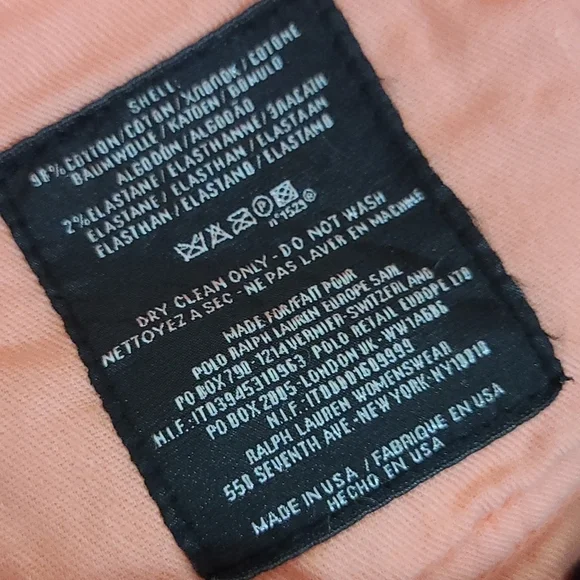 SHELL:
98% COTTON/COTON/ХЛОПОК/COTONE
BAUMWOLLE/KATOEN/BOMULD
ALGODÓN/ALGODÃO
2% ELASTANE/ELASTHANNE/ЭЛАСТАН
ELASTANE/ELASTHAN/ELASTAAN
ELASTHAN/ELASTANO/ELASTANO
n°1523®
DRY CLEAN ONLY - DO NOT WASH
NETTOYEZ A SEC - NE PAS LAVER EN MACHINE
MADE FOR/FAIT POUR
POLO RALPH LAUREN EUROPE SARL
PO BOX 790-1214 VERNIER-SWITZERLAND
N.I.F.:IT03945310963 POLO RETAIL EUROPE LTD
PO BOX 2005-LONDON UK-WW1A6DG
N.I.F.:IT00001609999
RALPH LAUREN WOMENSWEAR
550 SEVENTH AVE.-NEW YORK-NY10018
MADE IN USA / FABRIQUE EN USA
HECHO EN USA